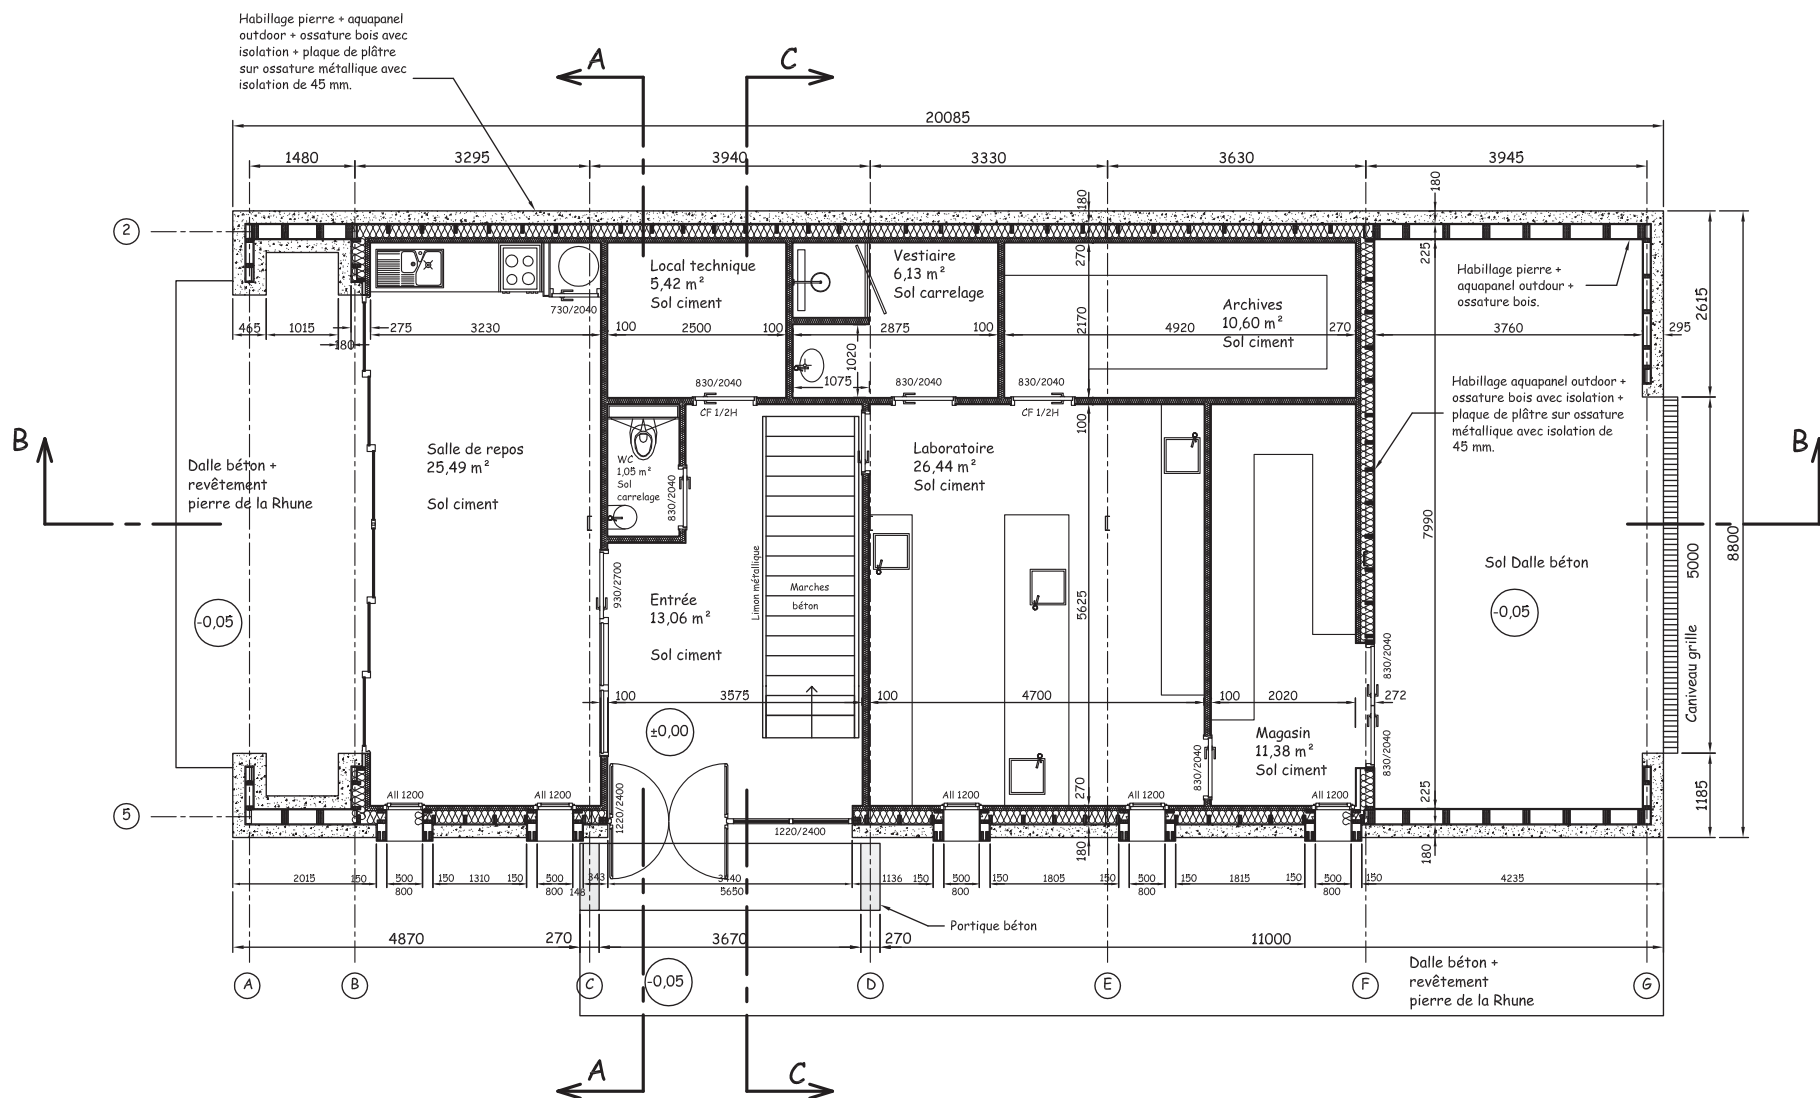 Habillage pierre + aquapanel
outdoor + ossature bois avec
isolation + plaque de plâtre
sur ossature métallique avec
isolation de 45 mm.
A
C
20085
1480
3295
3940
3330
3630
3945
180
180
2
Local technique
5,42 m²
Sol ciment
Vestiaire
6,13 m²
Sol carrelage
270
225
Habillage pierre +
aquapanel outdour +
ossature bois.
Archives
10,60 m²
Sol ciment
2615
730/2040
465
1015
275
3230
100
2500
100
2875
100
2170
4920
270
3760
295
180
1020
1075
830/2040
CF 1/2H
830/2040
830/2040
CF 1/2H
Habillage aquapanel outdoor +
ossature bois avec isolation +
plaque de plâtre sur ossature
métallique avec isolation de
45 mm.
100
B
B
Salle de repos
25,49 m²
Sol ciment
Dalle béton +
revêtement
pierre de la Rhune
WC
1,05 m²
Sol
carrelage
830/2040
Laboratoire
26,44 m²
Sol ciment
7990
8800
5000
Sol Dalle béton
-0,05
-0,05
930/2700
Entrée
13,06 m²
Sol ciment
Limon métallique
Marches
béton
5625
830/2040
Caniveau grille
100
3575
100
4700
100
2020
272
±0,00
Magasin
11,38 m²
Sol ciment
830/2040
830/2040
270
225
1185
All 1200
All 1200
All 1200
All 1200
All 1200
5
1220/2400
1220/2400
180
180
2015
150
500
800
150
1310
150
500
800
148
343
3440
5650
1136
150
500
800
150
1805
150
500
800
150
1815
150
500
800
150
4235
Portique béton
4870
270
3670
270
11000
Dalle béton +
revêtement
pierre de la Rhune
-0,05
A
B
C
D
E
F
G
A
C